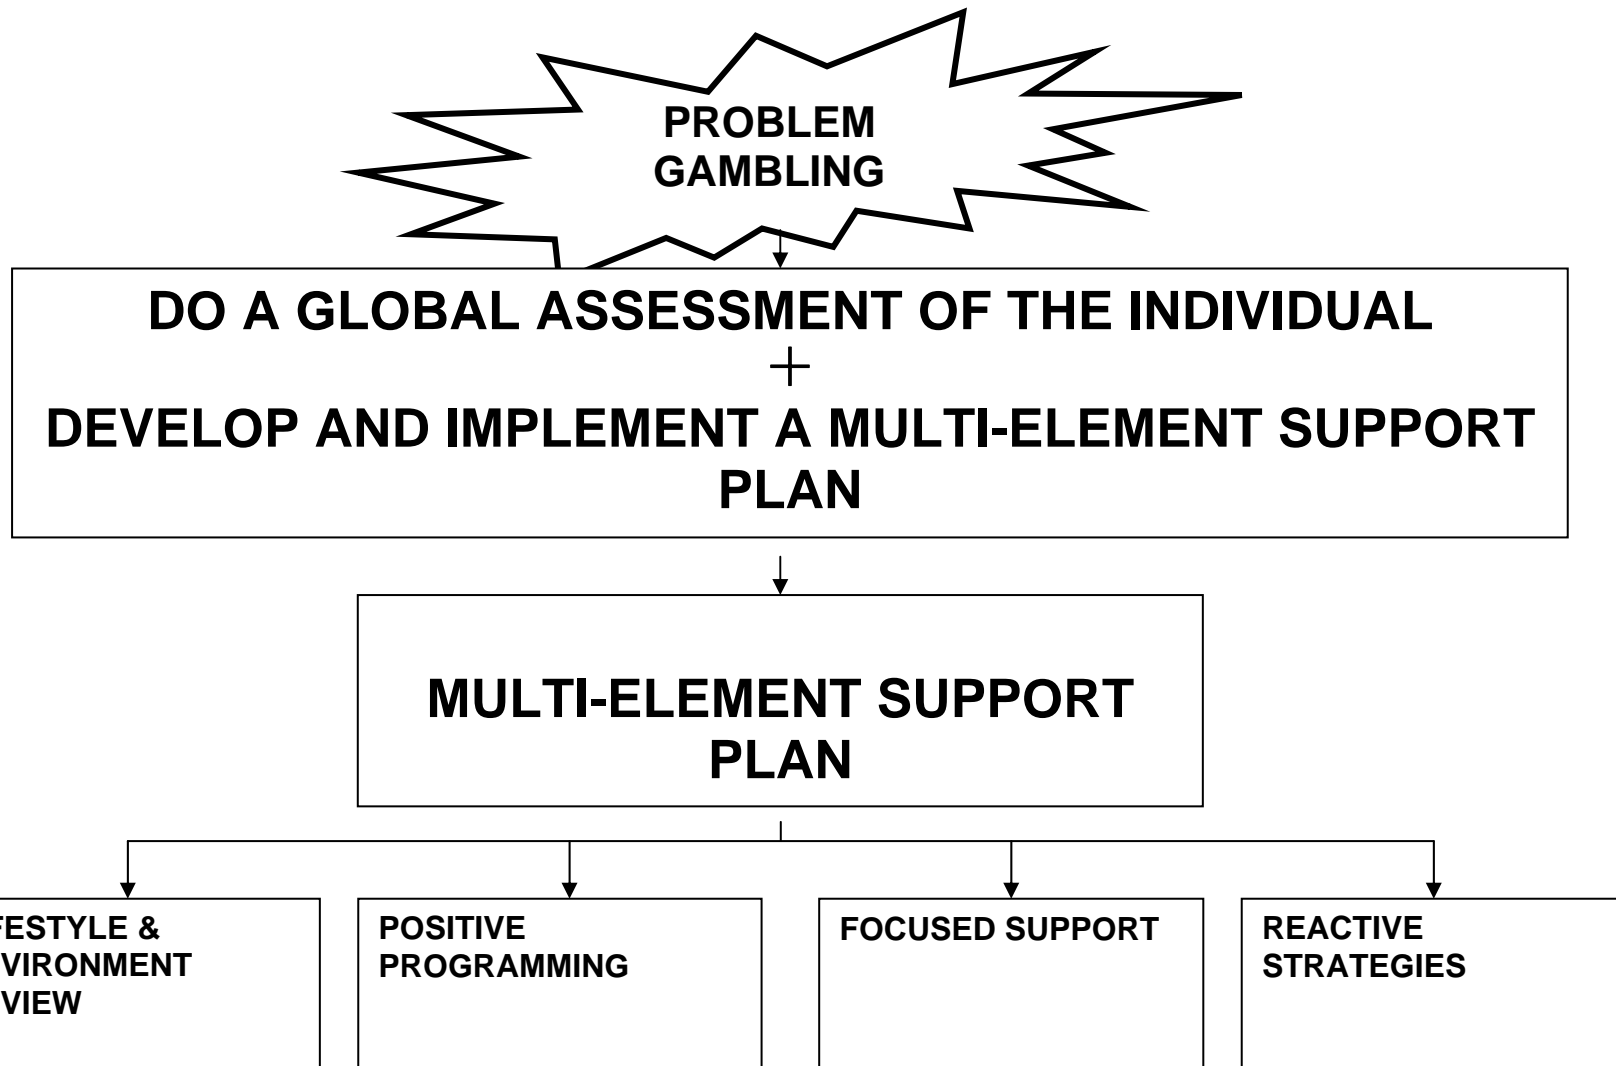 PROBLEM
GAMBLING
DO A GLOBAL ASSESSMENT OF THE INDIVIDUAL
+
DEVELOP AND IMPLEMENT A MULTI-ELEMENT SUPPORT
PLAN
MULTI-ELEMENT SUPPORT
PLAN
FESTYLE &
VIRONMENT
VIEW
POSITIVE
PROGRAMMING
FOCUSED SUPPORT
REACTIVE
STRATEGIES